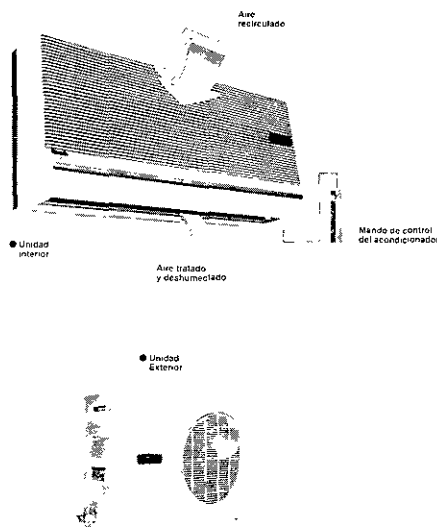 Aire
recirculado
Mando de control
del acondicionador
● Unidad
interior
Aire tratado
y deshumectado
● Unidad
Exterior